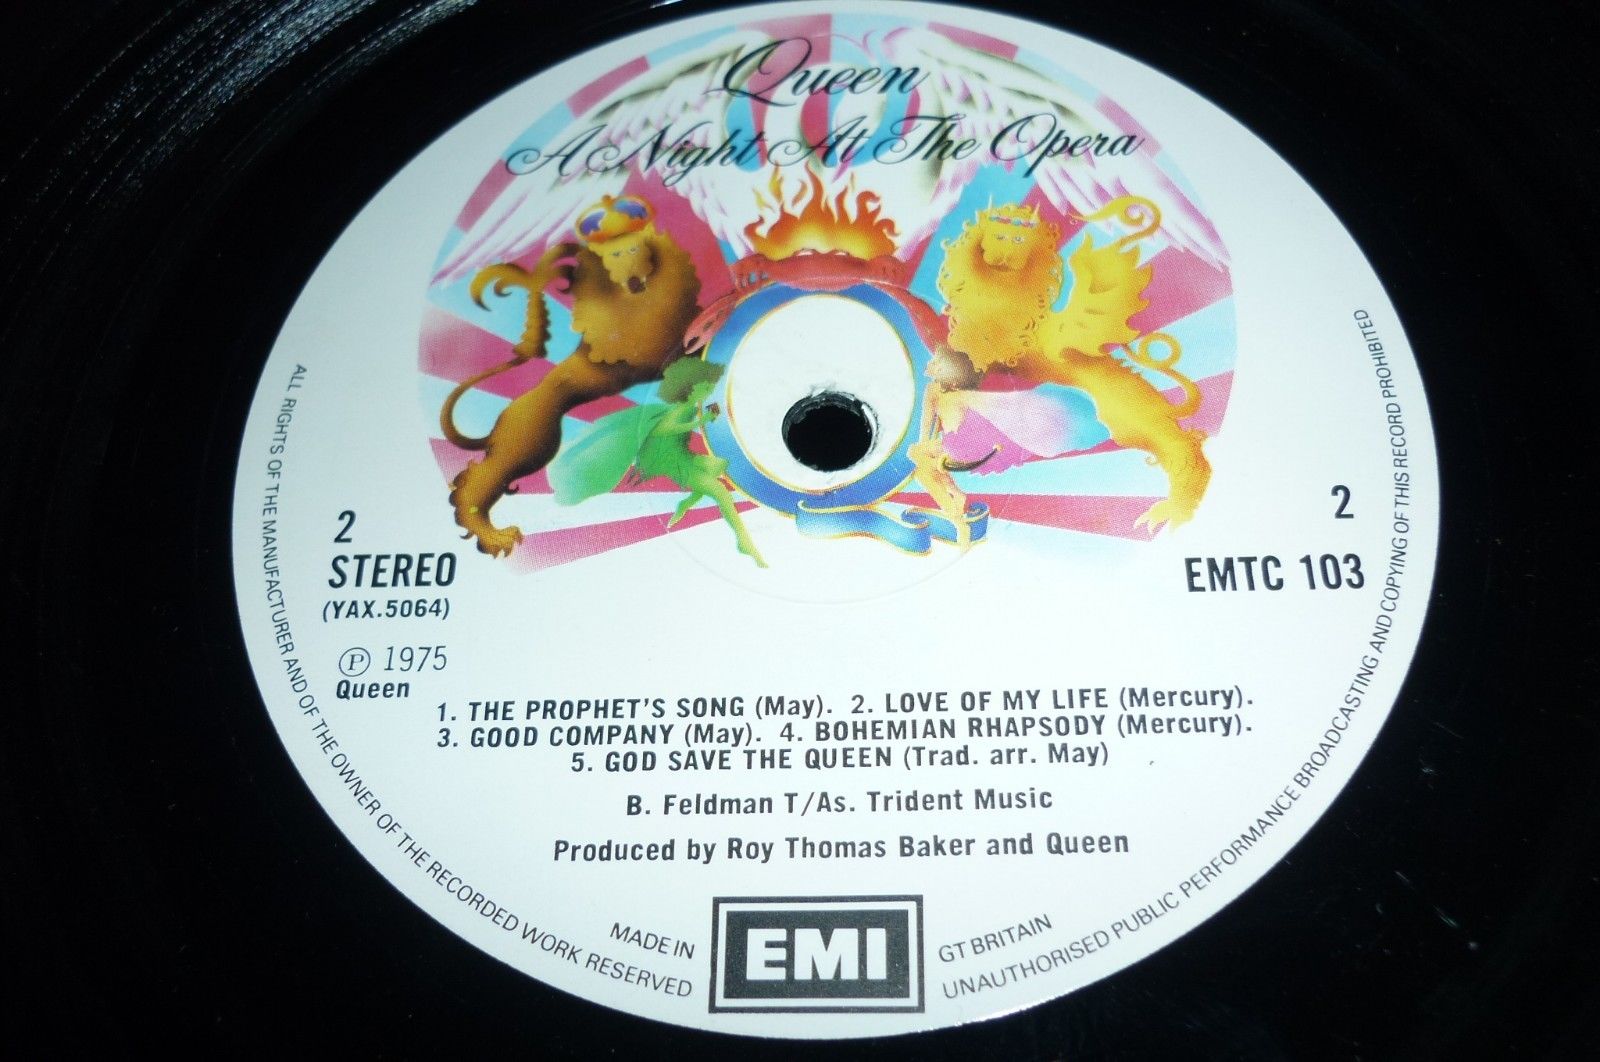 Queen
A Night At The Opera
2
STEREO
(YAX.5064)
Ⓟ 1975
Queen
2
EMTC 103
1. THE PROPHET'S SONG (May). 2. LOVE OF MY LIFE (Mercury).
3. GOOD COMPANY (May). 4. BOHEMIAN RHAPSODY (Mercury).
5. GOD SAVE THE QUEEN (Trad. arr. May)
B. Feldman T/As. Trident Music
Produced by Roy Thomas Baker and Queen
MADE IN
EMI
GT BRITAIN
ALL RIGHTS OF THE MANUFACTURER AND OF THE OWNER OF THE RECORDED WORK RESERVED
UNAUTHORISED PUBLIC PERFORMANCE BROADCASTING AND COPYING OF THIS RECORD PROHIBITED